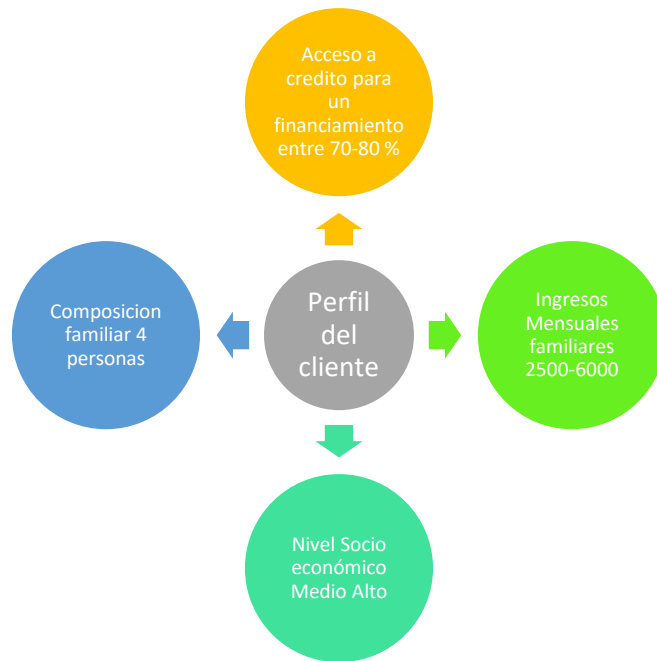 Acceso a
credito para
un
financiamiento
entre 70-80 %
Composicion
familiar 4
personas
Perfil
del
cliente
Ingresos
Mensuales
familiares
2500-6000
Nivel Socio
económico
Medio Alto